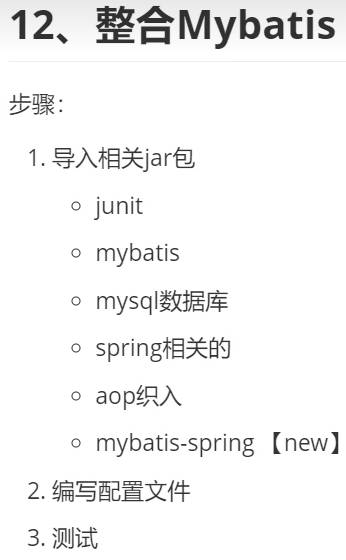 12、整合Mybatis
步骤：
1. 导入相关jar包
junit
mybatis
mysql数据库
spring相关的
aop织入
mybatis-spring 【new】
2. 编写配置文件
3. 测试